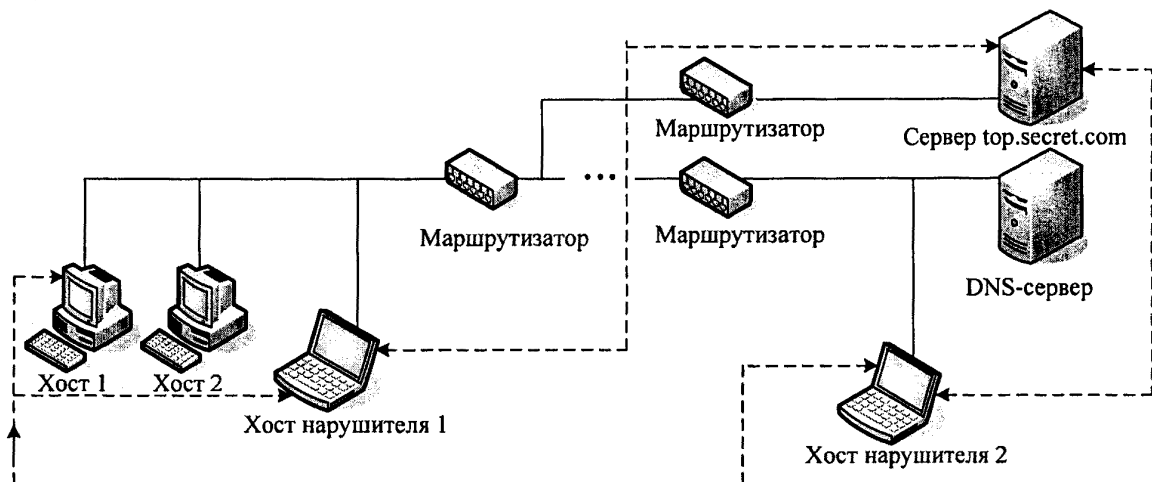 Маршрутизатор
Сервер top.secret.com
Маршрутизатор
Маршрутизатор
DNS-сервер
Хост 1
Хост 2
Хост нарушителя 1
Хост нарушителя 2